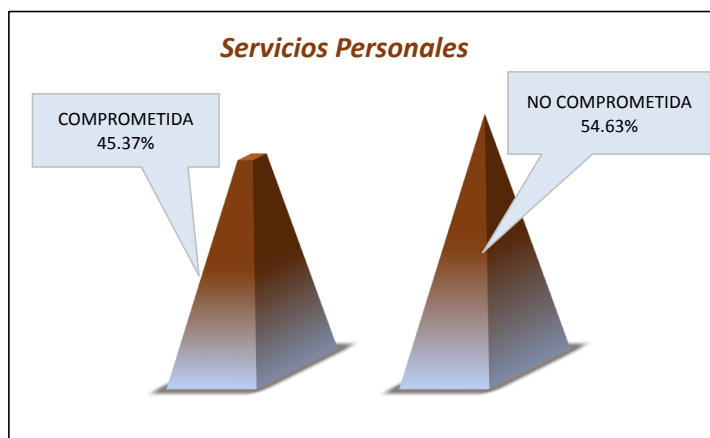 Servicios Personales
COMPROMETIDA
45.37%
NO COMPROMETIDA
54.63%